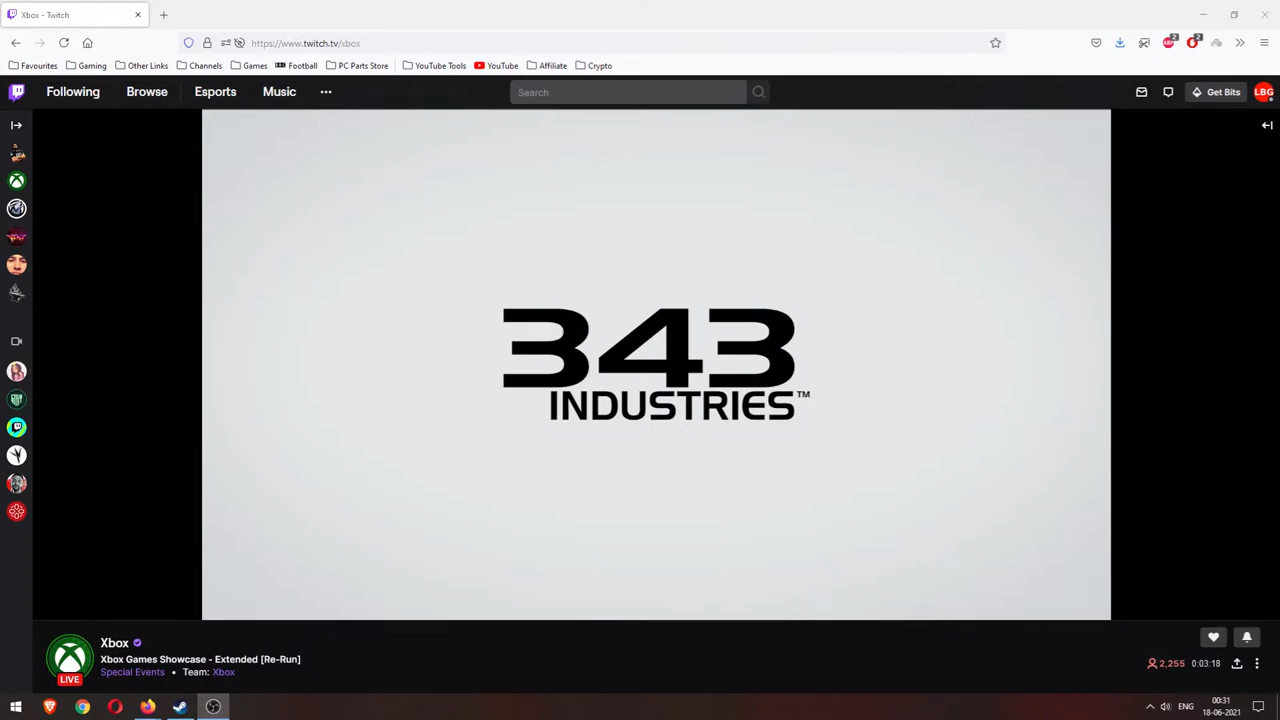 Xbox - Twitch
https://www.twitch.tv/xbox
2
2
Favourites Gaming Other Links Channels Games Football PC Parts Store YouTube Tools YouTube Affiliate Crypto
Following Browse Esports Music Search Get Bits LBG
343
INDUSTRIES™
Xbox
Xbox Games Showcase - Extended [Re-Run]
Special Events • Team: Xbox
LIVE
2,255 0:03:18
ENG
00:31
18-06-2021